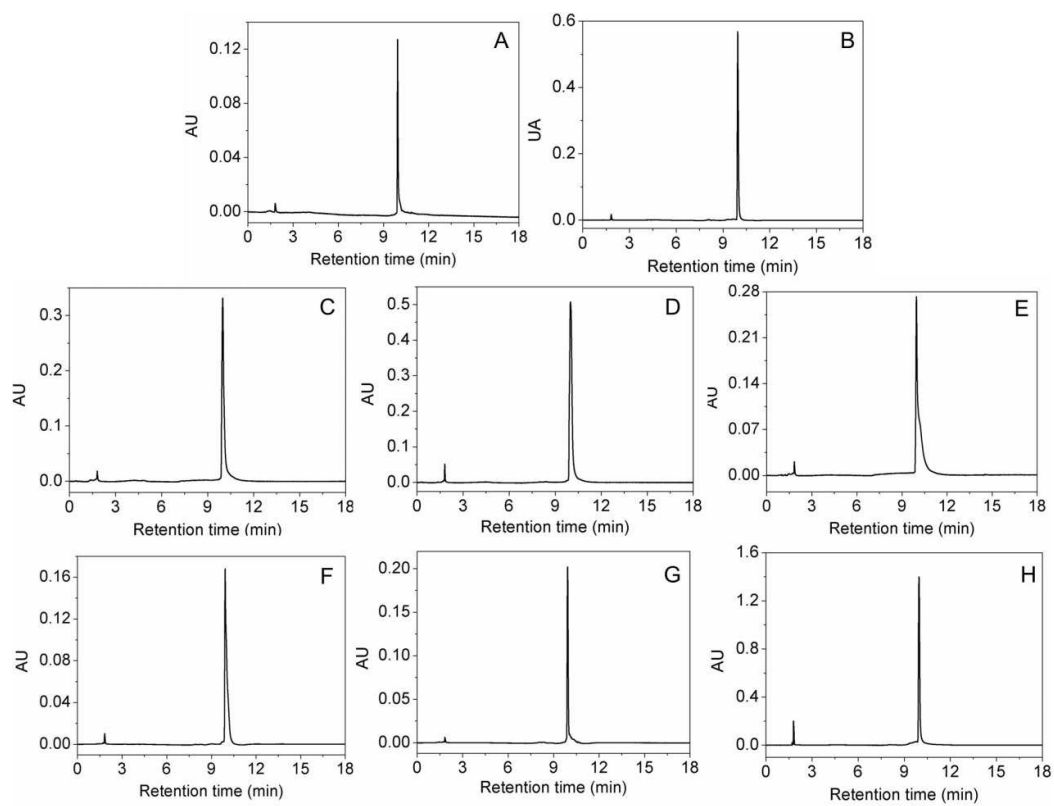 A
AU
0.12
0.08
0.04
0.00
0 3 6 9 12 15 18
Retention time (min)
B
UA
0.6
0.4
0.2
0.0
0 3 6 9 12 15 18
Retention time (min)
C
AU
0.3
0.2
0.1
0.0
0 3 6 9 12 15 18
Retention time (min)
D
AU
0.5
0.4
0.3
0.2
0.1
0.0
0 3 6 9 12 15 18
Retention time (min)
E
AU
0.28
0.21
0.14
0.07
0.00
0 3 6 9 12 15 18
Retention time (min)
F
AU
0.16
0.12
0.08
0.04
0.00
0 3 6 9 12 15 18
Retention time (min)
G
AU
0.20
0.15
0.10
0.05
0.00
0 3 6 9 12 15 18
Retention time (min)
H
AU
1.6
1.2
0.8
0.4
0.0
0 3 6 9 12 15 18
Retention time (min)